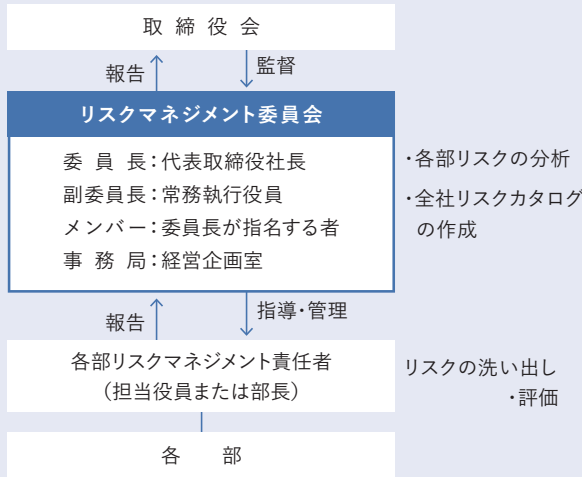 取締役会
報告
監督
リスクマネジメント委員会
委員長：代表取締役社長
副委員長：常務執行役員
メンバー：委員長が指名する者
事務局：経営企画室
・各部リスクの分析
・全社リスクカタログ
の作成
報告
指導・管理
各部リスクマネジメント責任者
（担当役員または部長）
リスクの洗い出し
・評価
各部